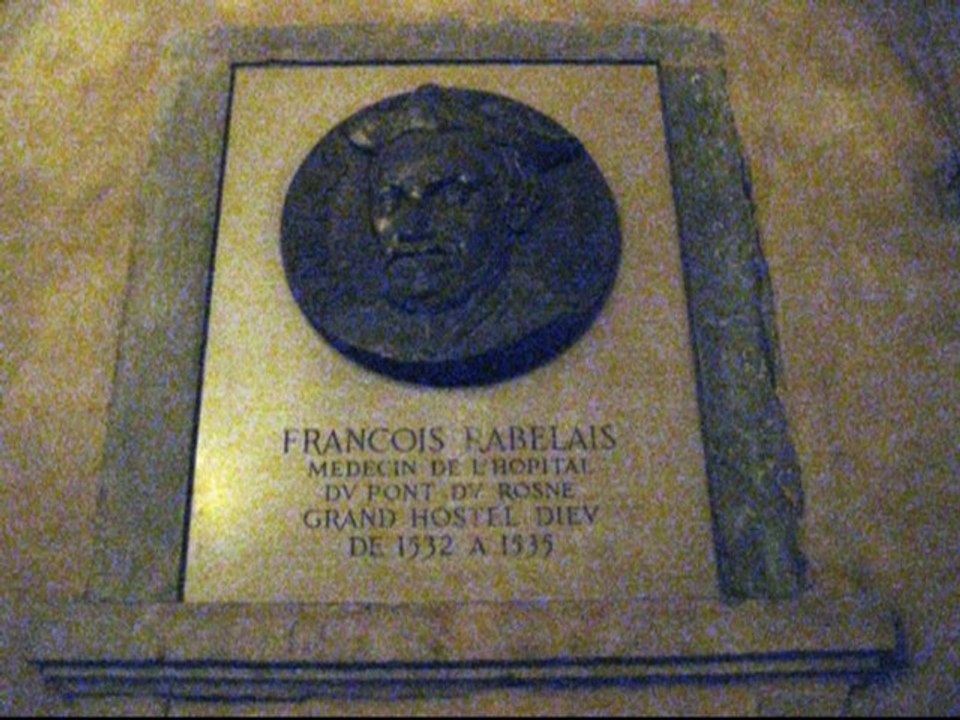 FRANCOIS RABELAIS
MEDECIN DE L'HOPITAL
DV PONT DV ROSNE
GRAND HOSTEL DIEV
DE 1532 A 1535